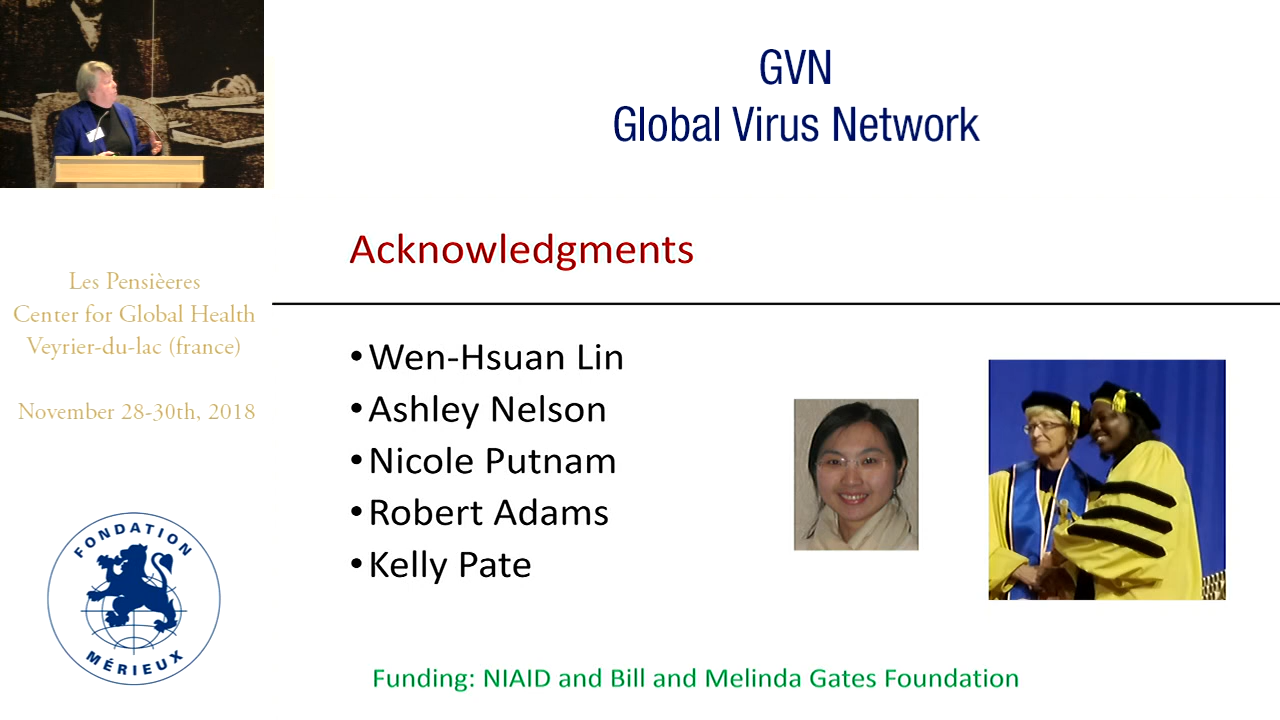 GVN
Global Virus Network
Les Pensièeres
Center for Global Health
Veyrier-du-lac (france)
November 28-30th, 2018
FONDATION
MÉRIEUX
Acknowledgments
•Wen-Hsuan Lin
•Ashley Nelson
•Nicole Putnam
•Robert Adams
•Kelly Pate
Funding: NIAID and Bill and Melinda Gates Foundation